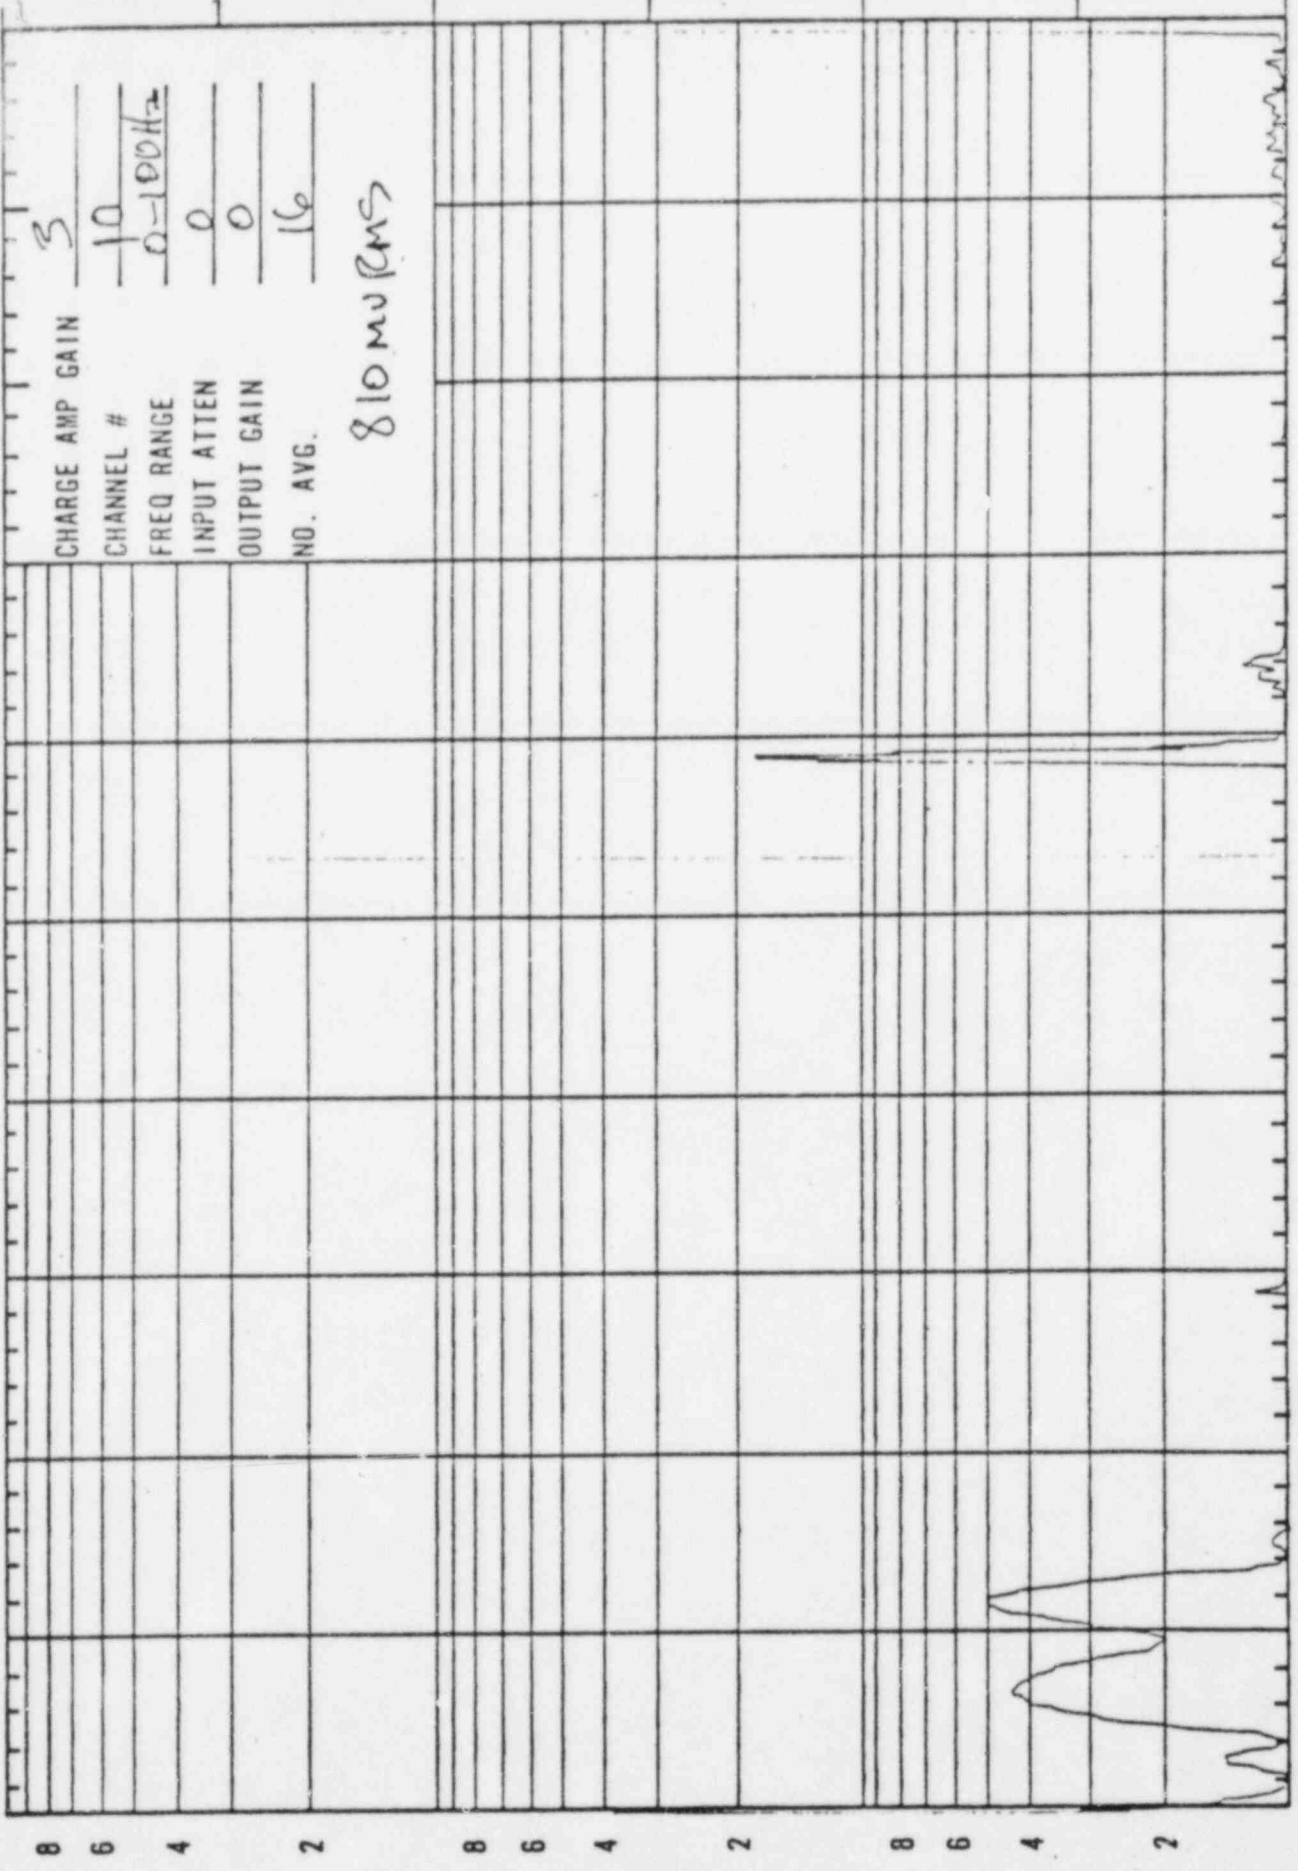 CHARGE AMP GAIN 3
CHANNEL # 10
FREQ RANGE 0-100Hz
INPUT ATTEN 0
OUTPUT GAIN 0
NO. AVG. 16
810 MV RMS
8
6
4
2
8
6
4
2
8
6
4
2